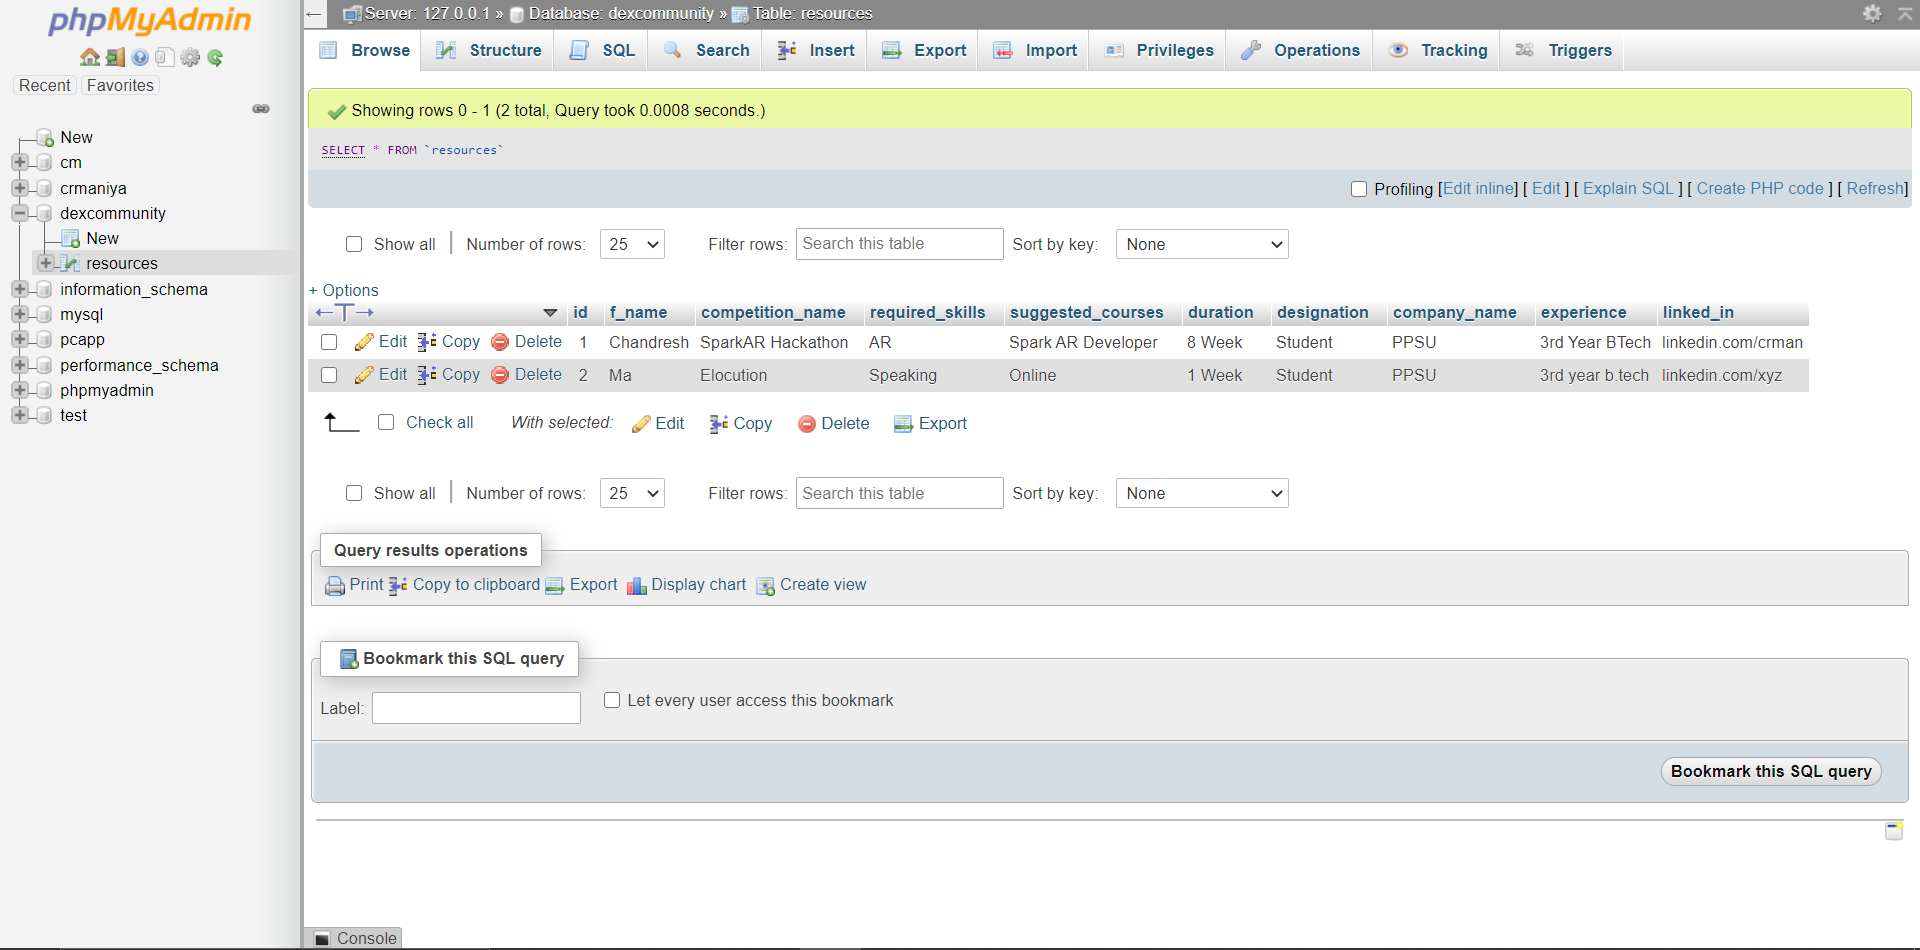 phpMyAdmin
Recent Favorites
New
cm
crmaniya
dexcommunity
New
resources
information_schema
mysql
pcapp
performance_schema
phpmyadmin
test
← Server: 127.0.0.1 » Database: dexcommunity » Table: resources
Browse Structure SQL Search Insert Export Import Privileges Operations Tracking Triggers
Showing rows 0 - 1 (2 total, Query took 0.0008 seconds.)
SELECT * FROM `resources`
Profiling [Edit inline] [ Edit ] [ Explain SQL ] [ Create PHP code ] [ Refresh]
Show all | Number of rows: 25 Filter rows: Search this table Sort by key: None
+ Options
←T→ id f_name competition_name required_skills suggested_courses duration designation company_name experience linked_in
Edit Copy Delete 1 Chandresh SparkAR Hackathon AR Spark AR Developer 8 Week Student PPSU 3rd Year BTech linkedin.com/crman
Edit Copy Delete 2 Ma Elocution Speaking Online 1 Week Student PPSU 3rd year b.tech linkedin.com/xyz
Check all With selected: Edit Copy Delete Export
Show all | Number of rows: 25 Filter rows: Search this table Sort by key: None
Query results operations
Print Copy to clipboard Export Display chart Create view
Bookmark this SQL query
Label: Let every user access this bookmark
Bookmark this SQL query
Console